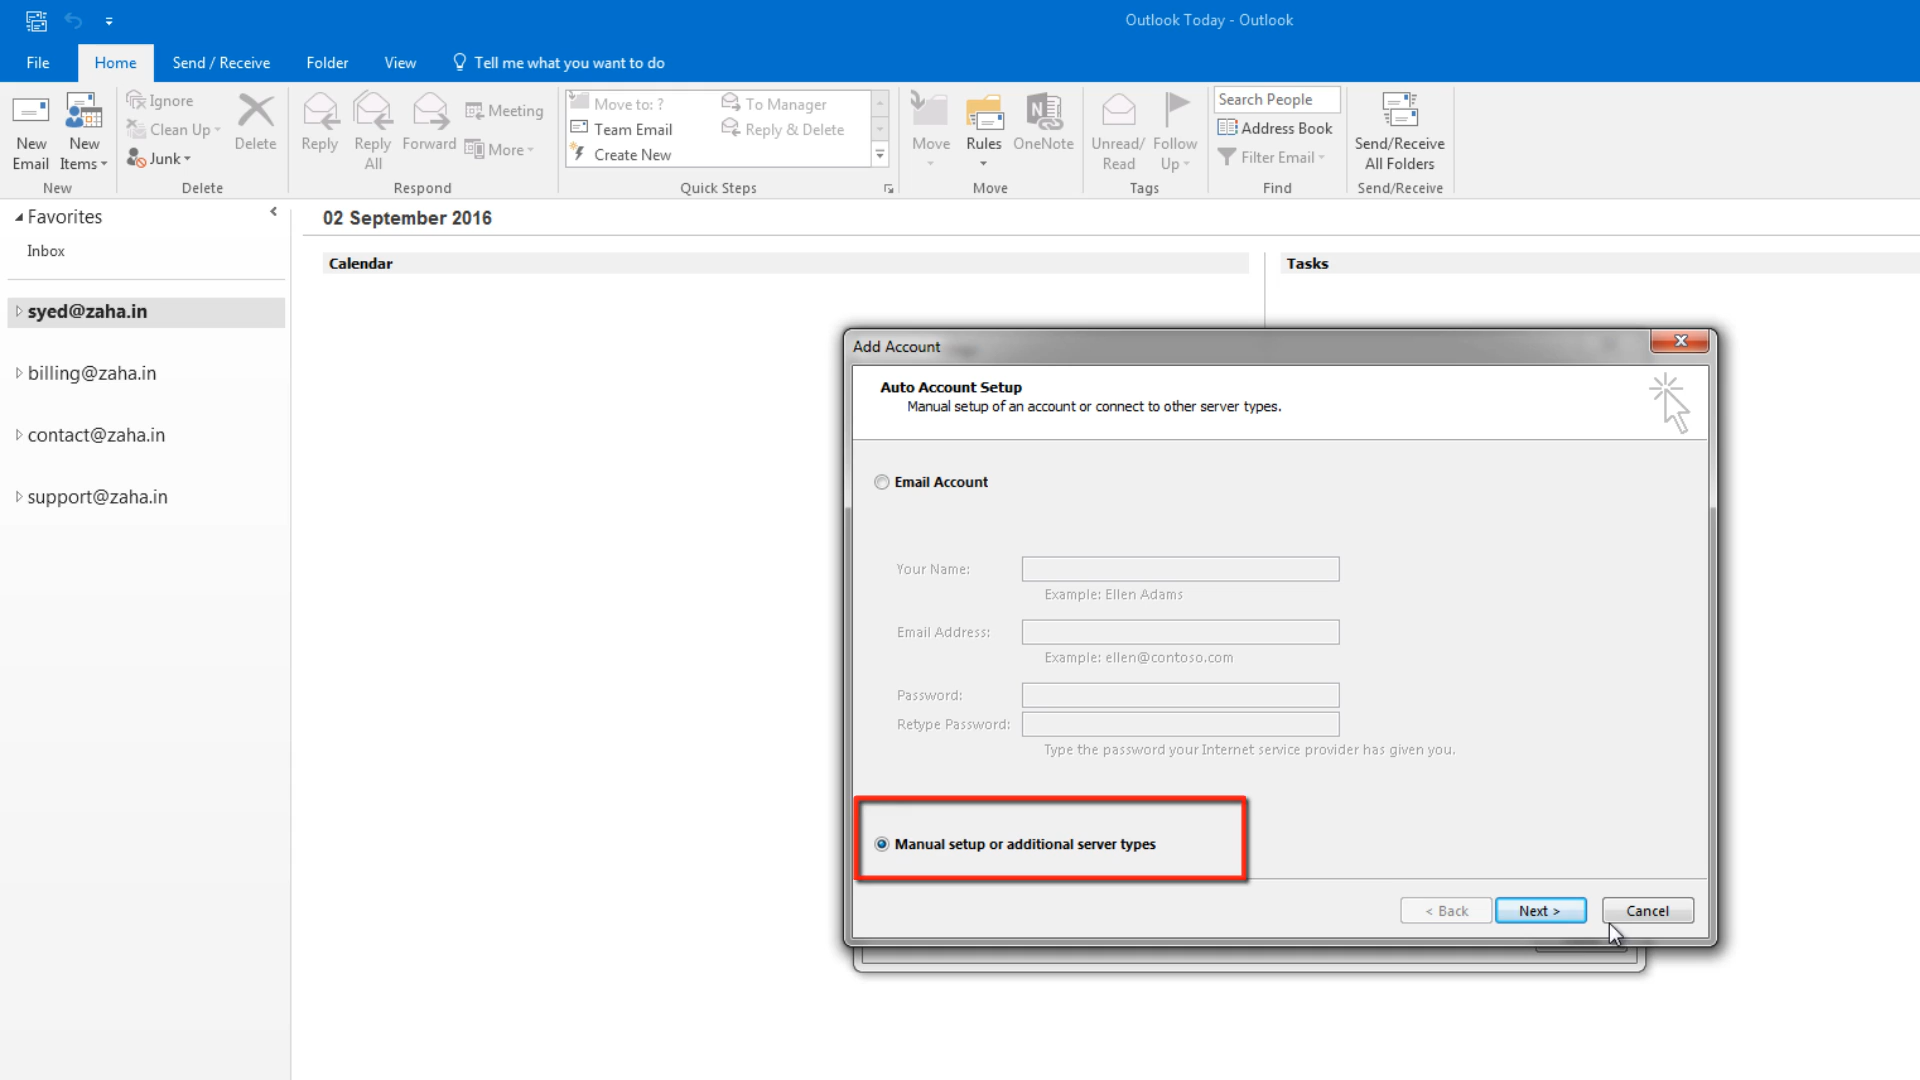 Outlook Today - Outlook
File Home Send / Receive Folder View Tell me what you want to do
Ignore
Clean Up
Junk
New Email
New Items
Delete
Reply
Reply All
Forward
Meeting
More
Move to: ?
Team Email
Create New
To Manager
Reply & Delete
Move
Rules
OneNote
Unread/ Read
Follow Up
Search People
Address Book
Filter Email
Send/Receive All Folders
New Delete Respond Quick Steps Move Tags Find Send/Receive
Favorites
Inbox
syed@zaha.in
billing@zaha.in
contact@zaha.in
support@zaha.in
02 September 2016
Calendar
Tasks
Add Account
X
Auto Account Setup
Manual setup of an account or connect to other server types.
Email Account
Your Name:
Example: Ellen Adams
Email Address:
Example: ellen@contoso.com
Password:
Retype Password:
Type the password your Internet service provider has given you.
Manual setup or additional server types
< Back Next > Cancel